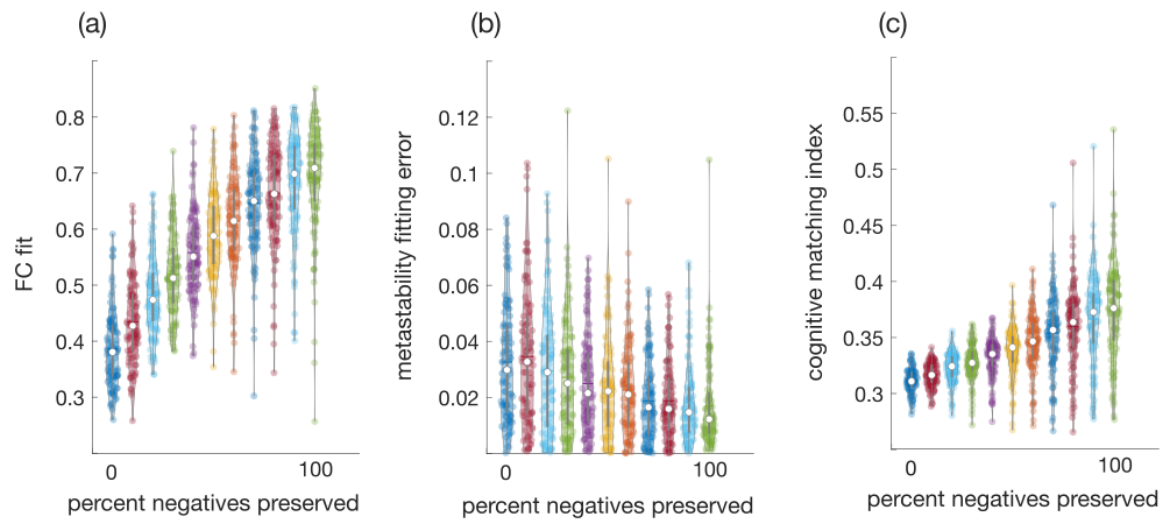 (a)
(b)
(c)
FC fit
0.8
0.7
0.6
0.5
0.4
0.3
0
100
percent negatives preserved
metastability fitting error
0.12
0.1
0.08
0.06
0.04
0.02
0
100
percent negatives preserved
cognitive matching index
0.55
0.5
0.45
0.4
0.35
0.3
0
100
percent negatives preserved